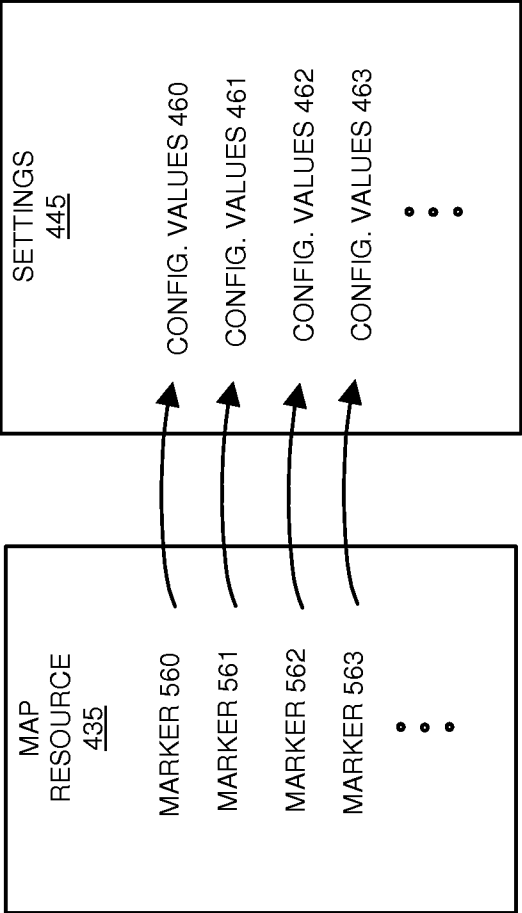 MAP
RESOURCE
435
MARKER 560
MARKER 561
MARKER 562
MARKER 563
SETTINGS
445
CONFIG. VALUES 460
CONFIG. VALUES 461
CONFIG. VALUES 462
CONFIG. VALUES 463